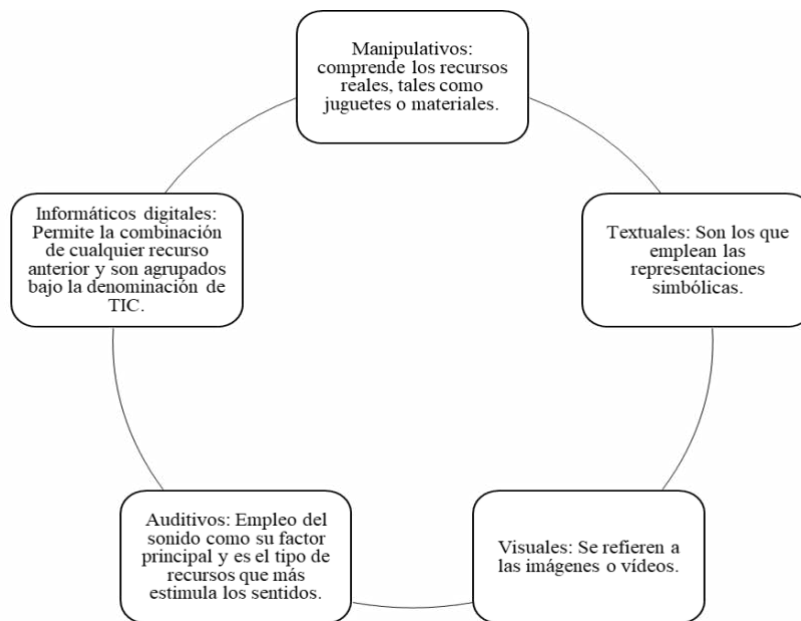 Manipulativos:
comprende los recursos
reales, tales como
juguetes o materiales.
Textuales: Son los que
emplean las
representaciones
simbólicas.
Visuales: Se refieren a
las imágenes o vídeos.
Auditivos: Empleo del
sonido como su factor
principal y es el tipo de
recursos que más
estimula los sentidos.
Informáticos digitales:
Permite la combinación
de cualquier recurso
anterior y son agrupados
bajo la denominación de
TIC.